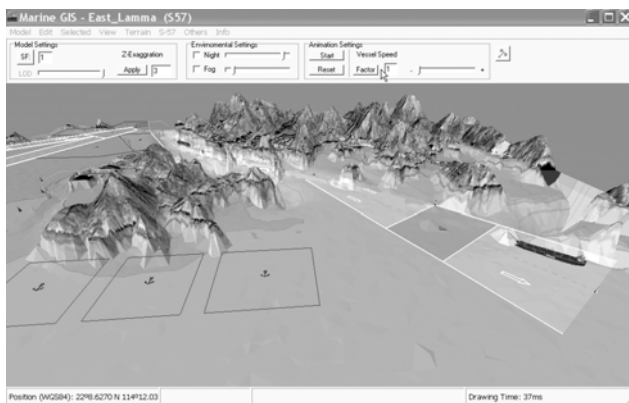 Marine GIS - East_Lamma (S57)
Model Edit Selected View Terrain S-57 Others Info
Model Settings Environmental Settings Animation Settings
SF: 1 Z-Exaggration Night Start Vessel Speed
LOD Apply 3 Fog Reset Factor 1 - +
Position (WGS84): 22º8.6270 N 114º12.03 Drawing Time: 37ms